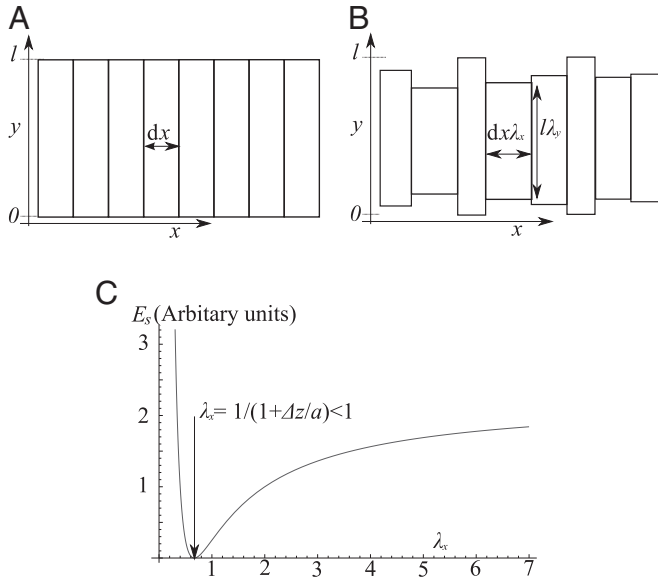 A
l
y
0
dx
x
B
l
y
0
dxλx
lλy
x
C
Es (Arbitary units)
3
2
1
λx= 1/(1+Δz/a)<1
λx
1 2 3 4 5 6 7